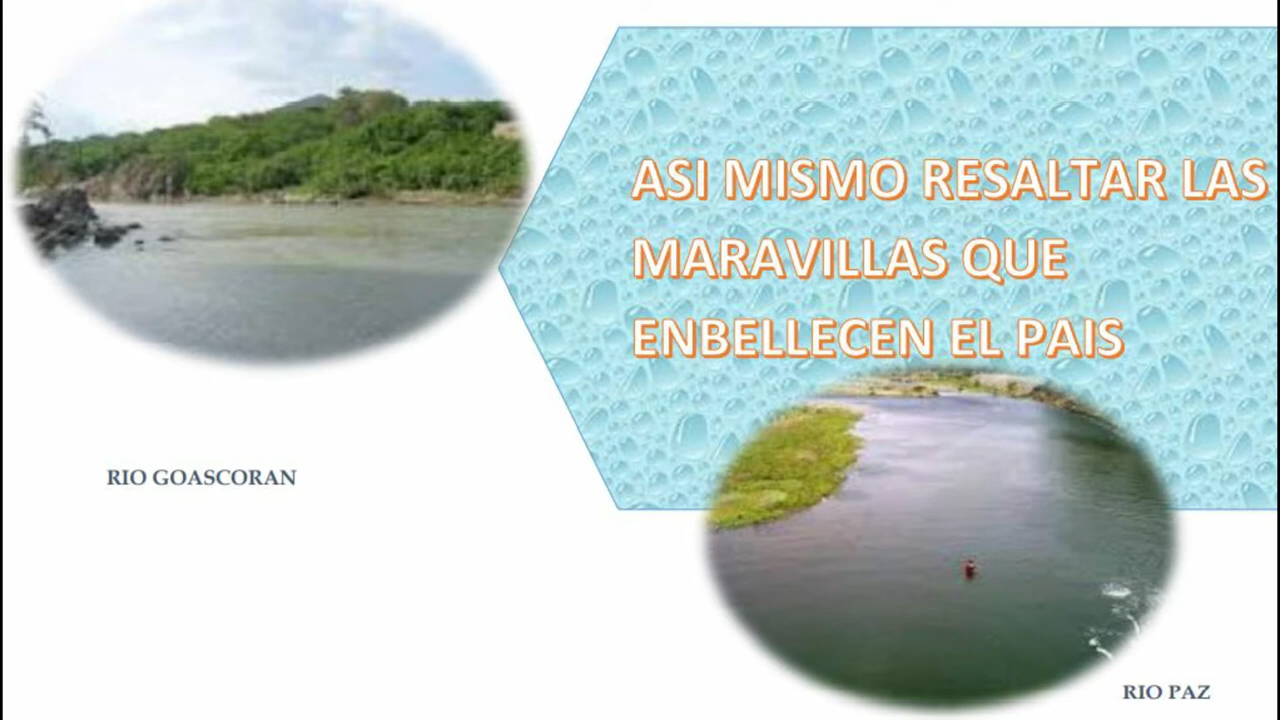 ASI MISMO RESALTAR LAS
MARAVILLAS QUE
ENBELLECEN EL PAIS
RIO GOASCORAN
RIO PAZ